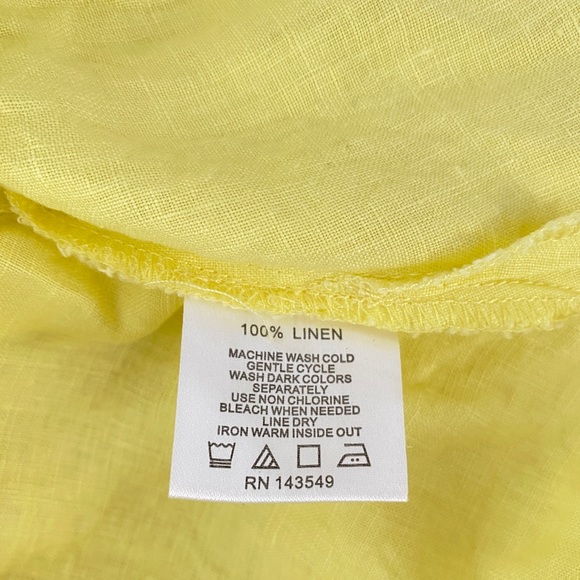 100% LINEN
MACHINE WASH COLD
GENTLE CYCLE
WASH DARK COLORS
SEPARATELY
USE NON CHLORINE
BLEACH WHEN NEEDED
LINE DRY
IRON WARM INSIDE OUT
RN 143549